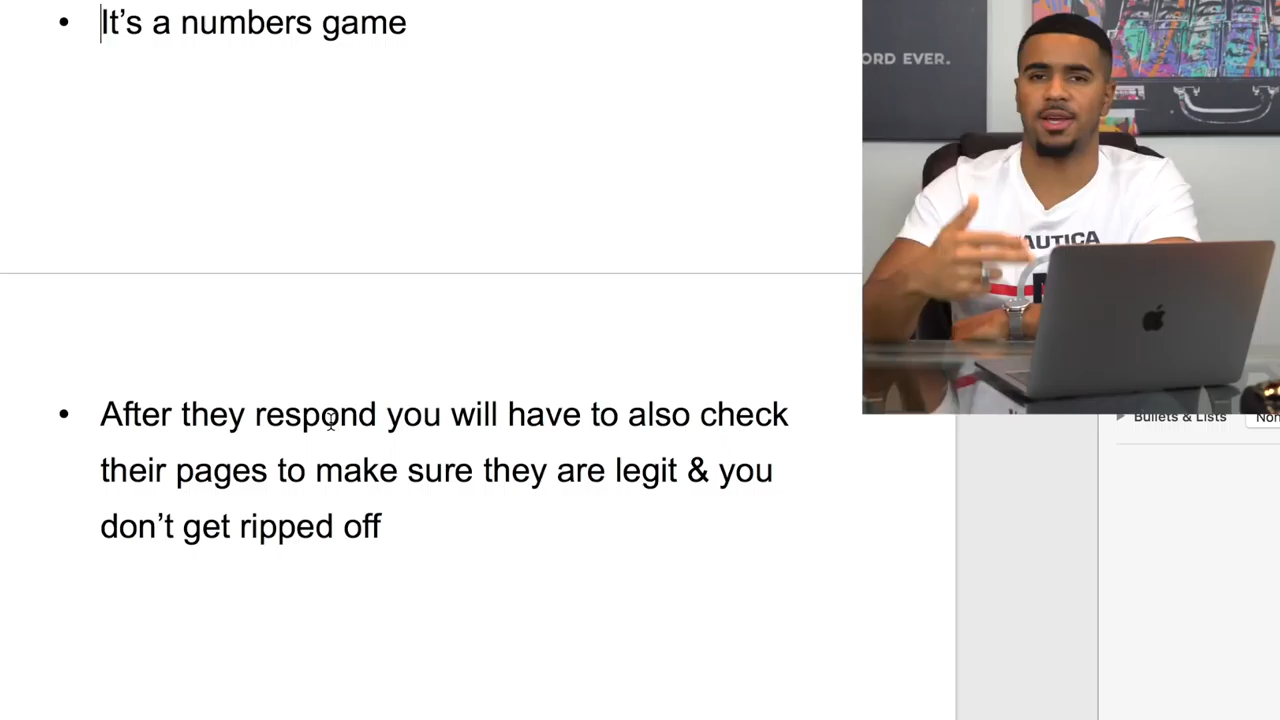 It’s a numbers game
ORD EVER.
AUTICA
After they respond you will have to also check
their pages to make sure they are legit & you
don’t get ripped off
Bullets & Lists
Non